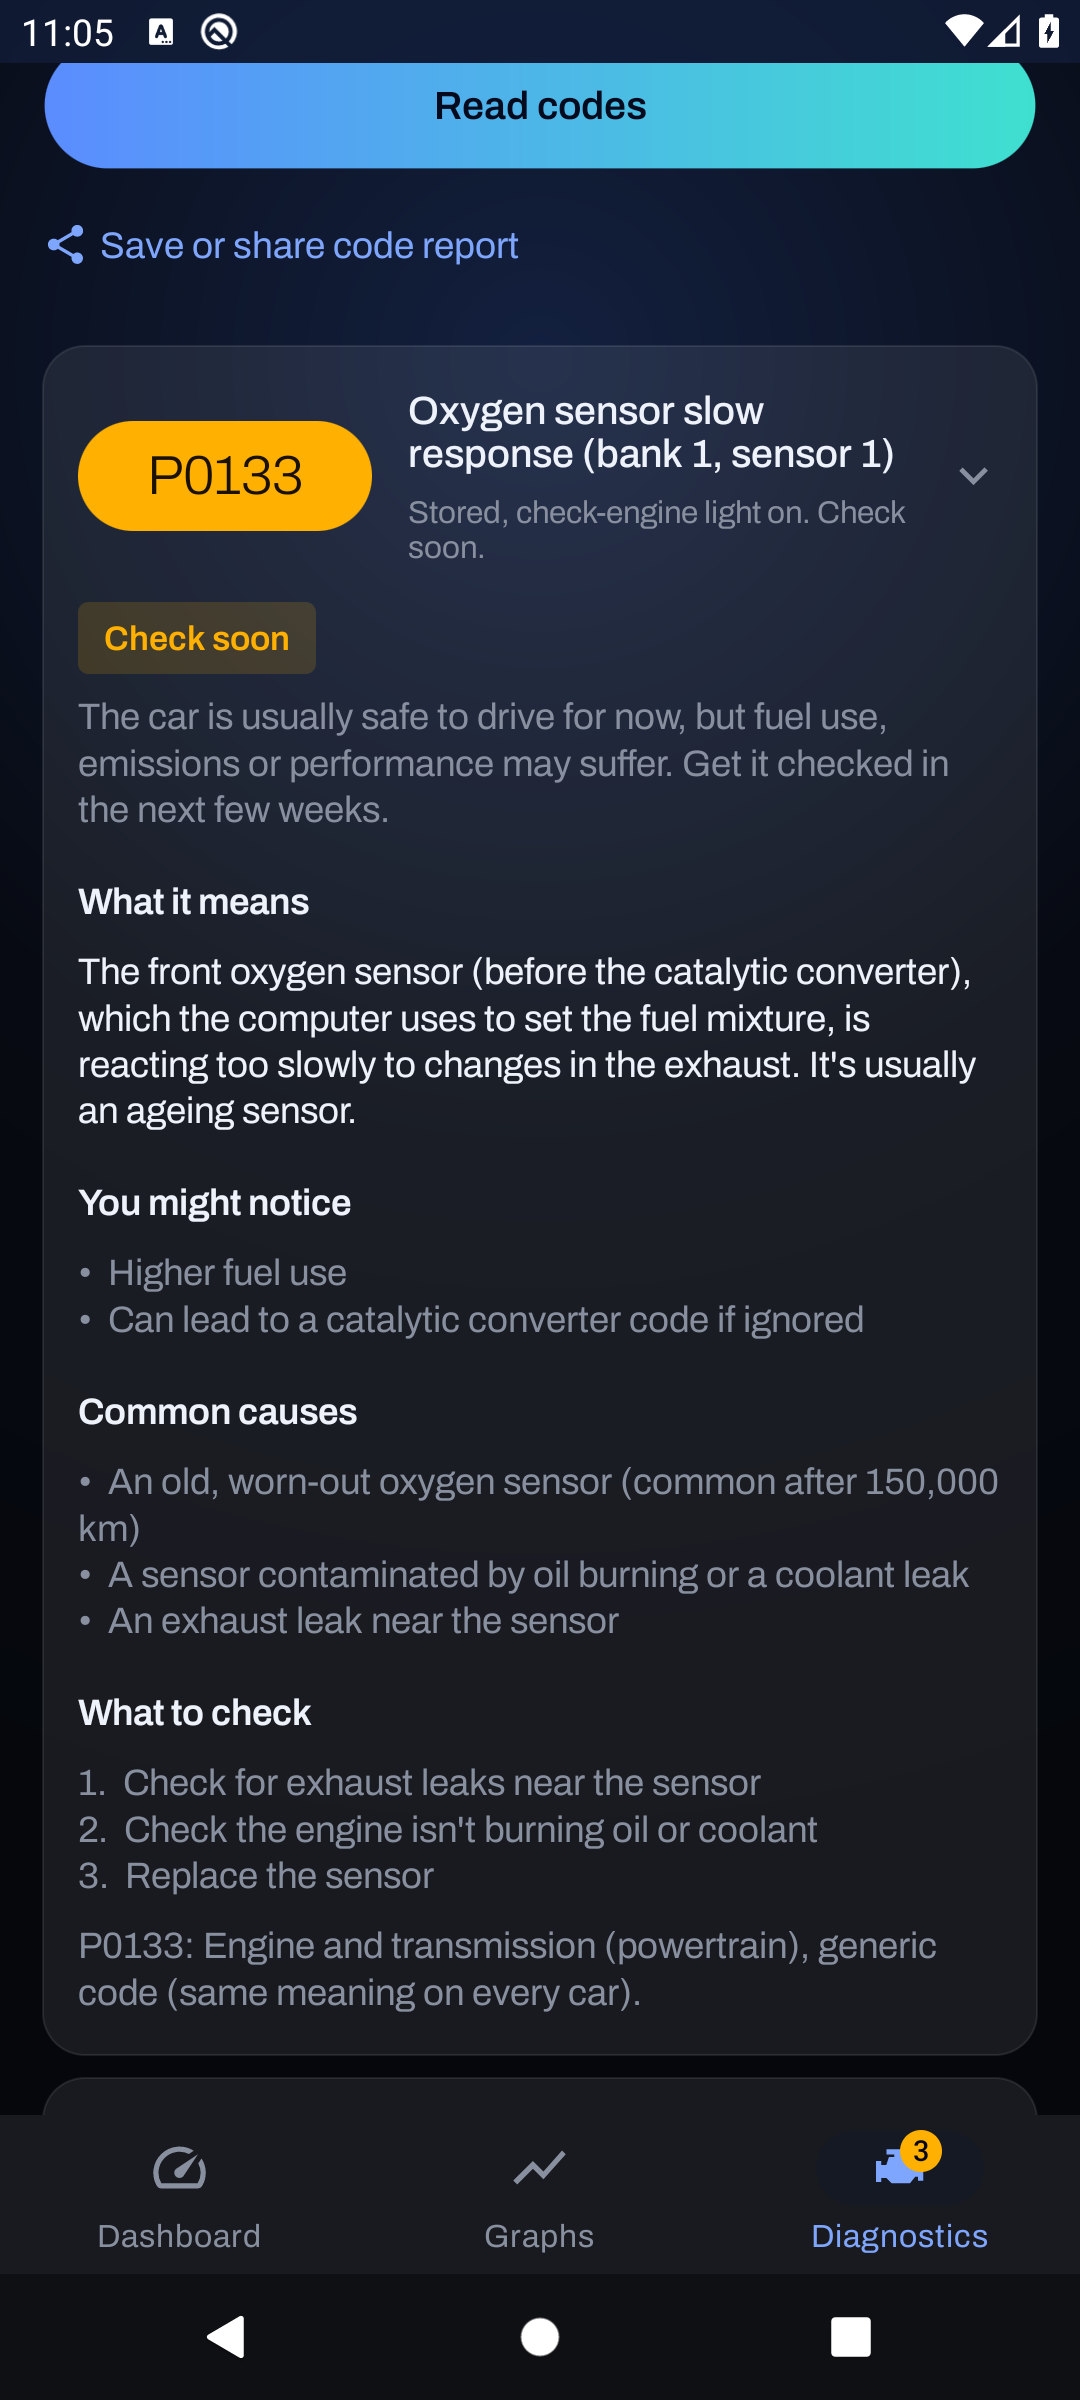 11:05
Read codes
Save or share code report
P0133
Oxygen sensor slow
response (bank 1, sensor 1)
Stored, check-engine light on. Check
soon.
Check soon
The car is usually safe to drive for now, but fuel use,
emissions or performance may suffer. Get it checked in
the next few weeks.
What it means
The front oxygen sensor (before the catalytic converter),
which the computer uses to set the fuel mixture, is
reacting too slowly to changes in the exhaust. It's usually
an ageing sensor.
You might notice
• Higher fuel use
• Can lead to a catalytic converter code if ignored
Common causes
• An old, worn-out oxygen sensor (common after 150,000
km)
• A sensor contaminated by oil burning or a coolant leak
• An exhaust leak near the sensor
What to check
1. Check for exhaust leaks near the sensor
2. Check the engine isn't burning oil or coolant
3. Replace the sensor
P0133: Engine and transmission (powertrain), generic
code (same meaning on every car).
3
Dashboard
Graphs
Diagnostics